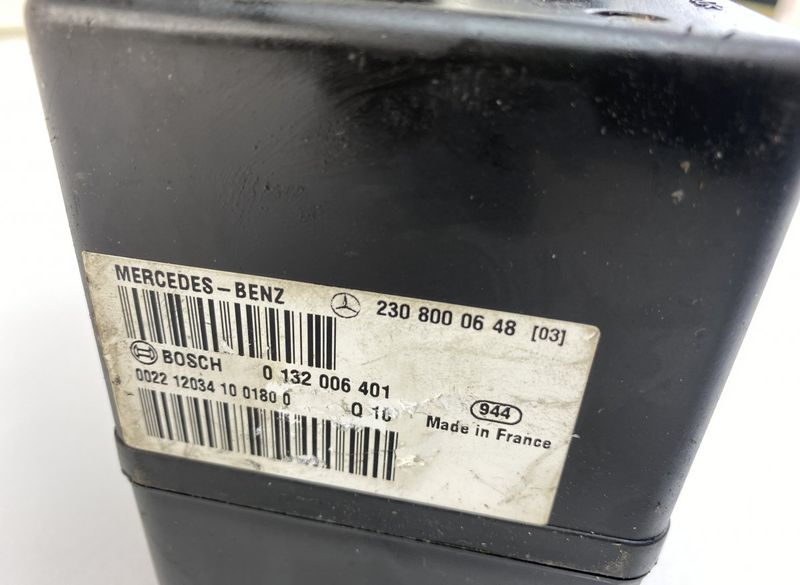 MERCEDES-BENZ 230 800 06 48 [03]
BOSCH 0 132 006 401
0022 12034 10 0180 0
944
Made in France